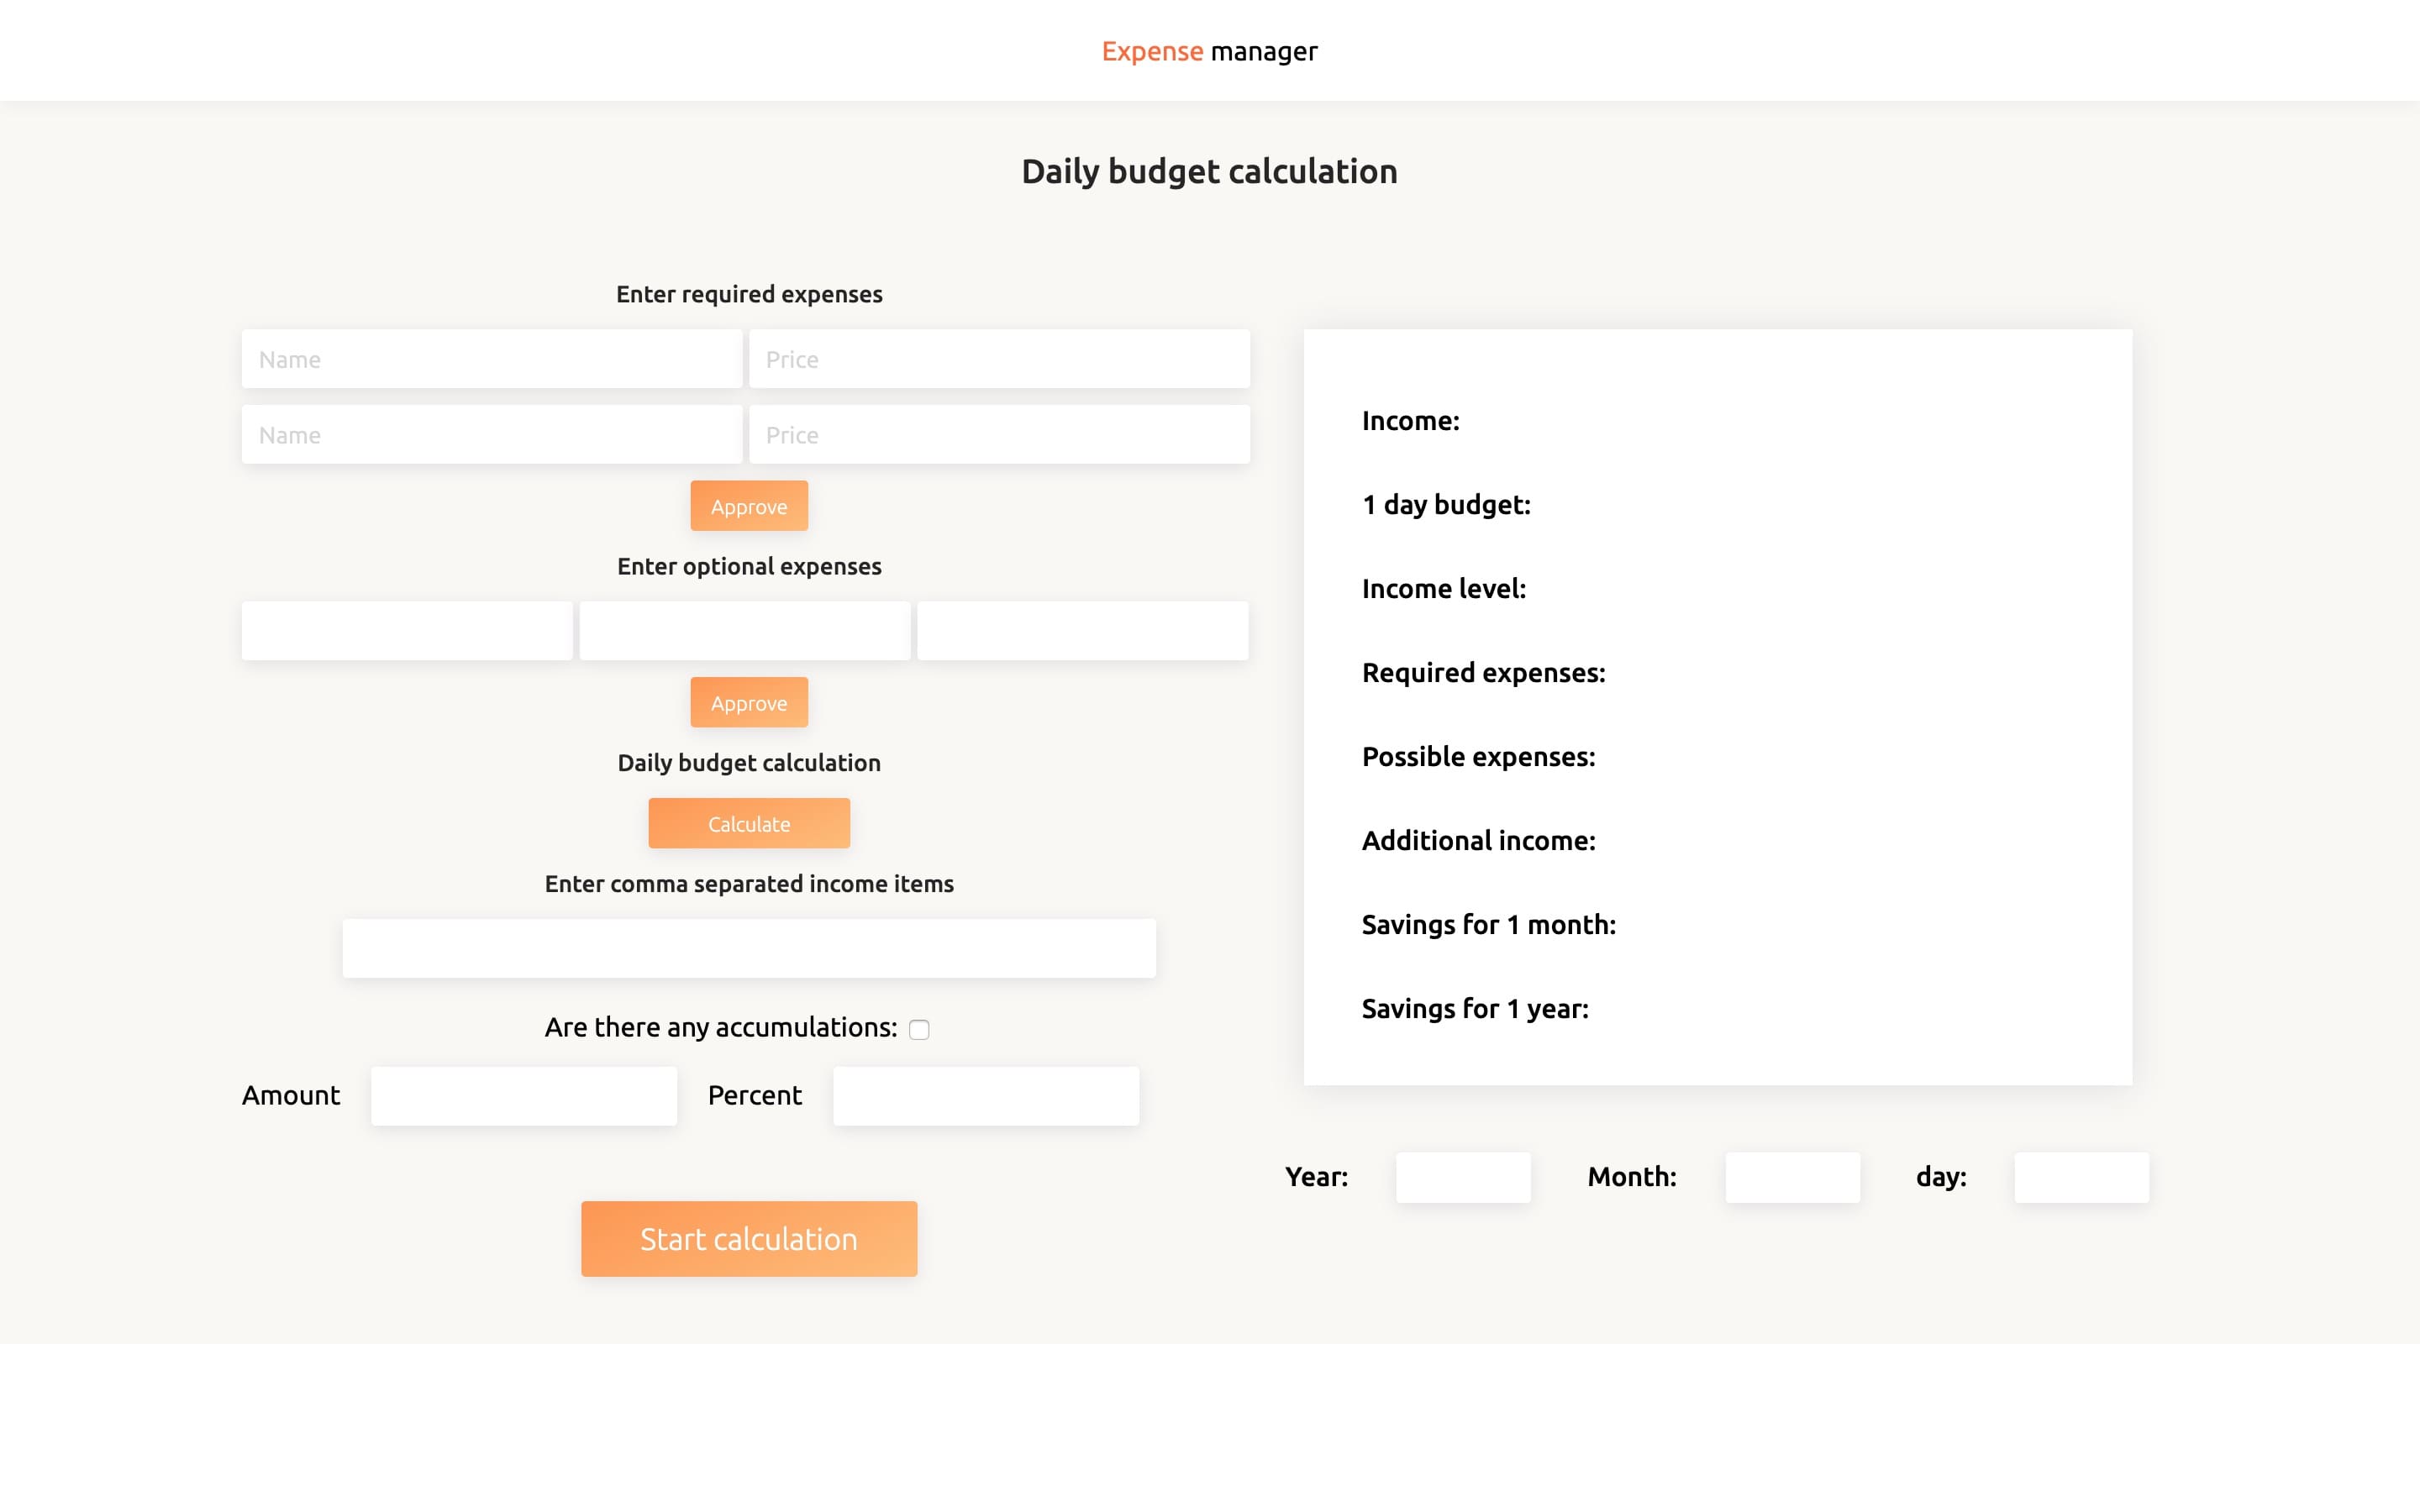 Expense manager
Daily budget calculation
Enter required expenses
Name
Price
Name
Price
Approve
Enter optional expenses
Approve
Daily budget calculation
Calculate
Enter comma separated income items
Are there any accumulations:
Amount
Percent
Start calculation
Income:
1 day budget:
Income level:
Required expenses:
Possible expenses:
Additional income:
Savings for 1 month:
Savings for 1 year:
Year:
Month:
day: